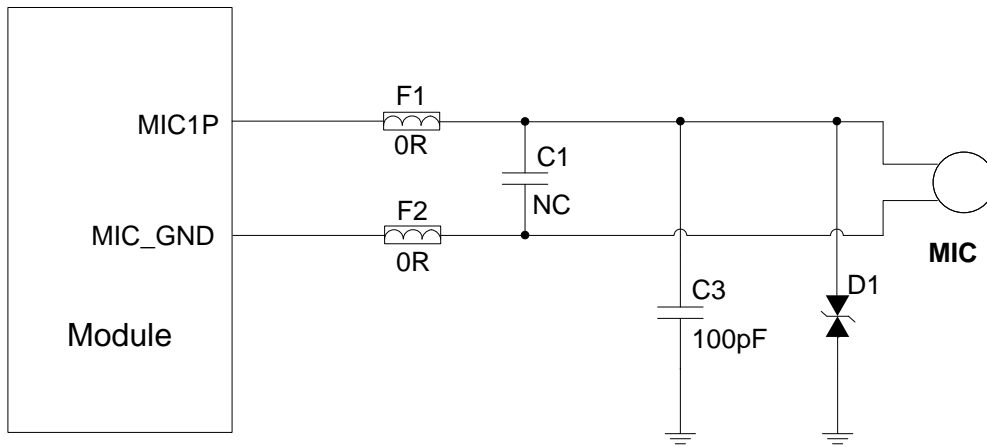 MIC1P
F1
0R
C1
NC
MIC_GND
F2
0R
MIC
Module
C3
100pF
D1